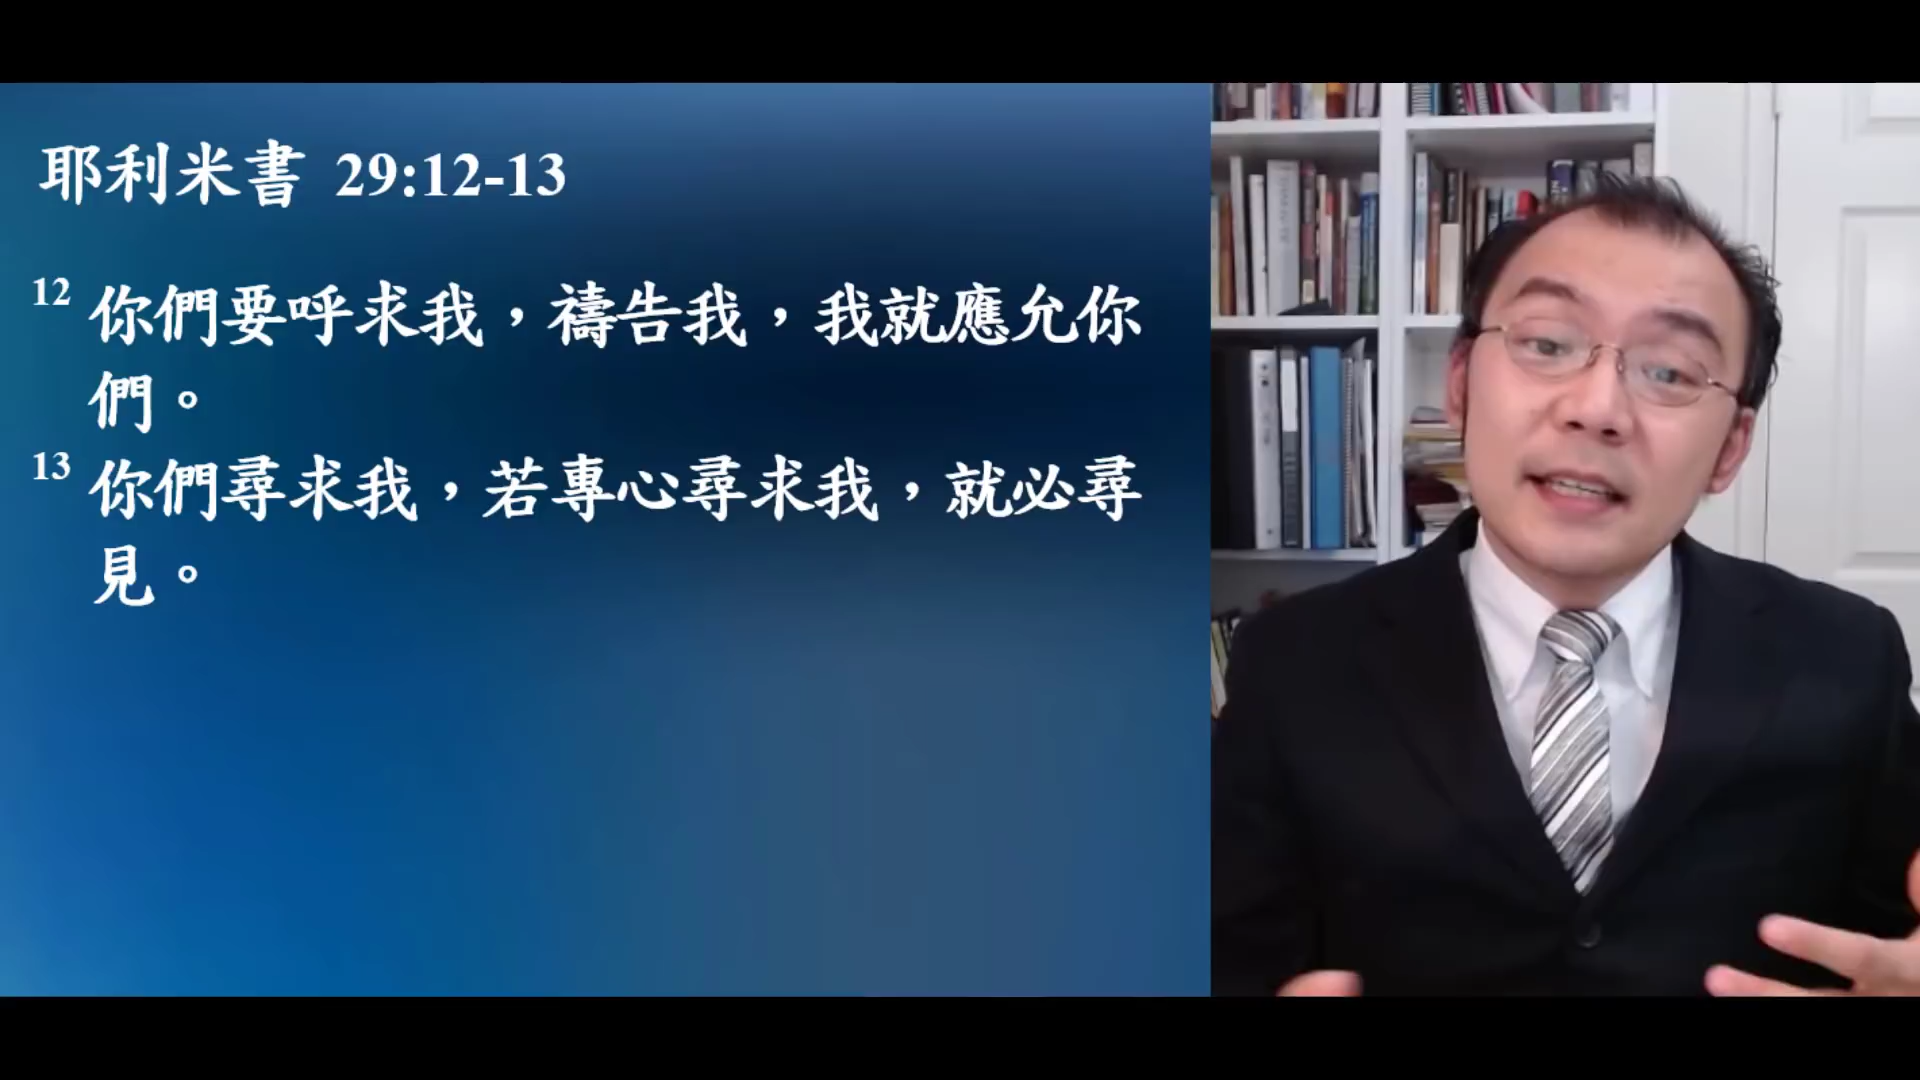 耶利米書 29:12-13
12 你們要呼求我，禱告我，我就應允你
們。
13 你們尋求我，若專心尋求我，就必尋
見。